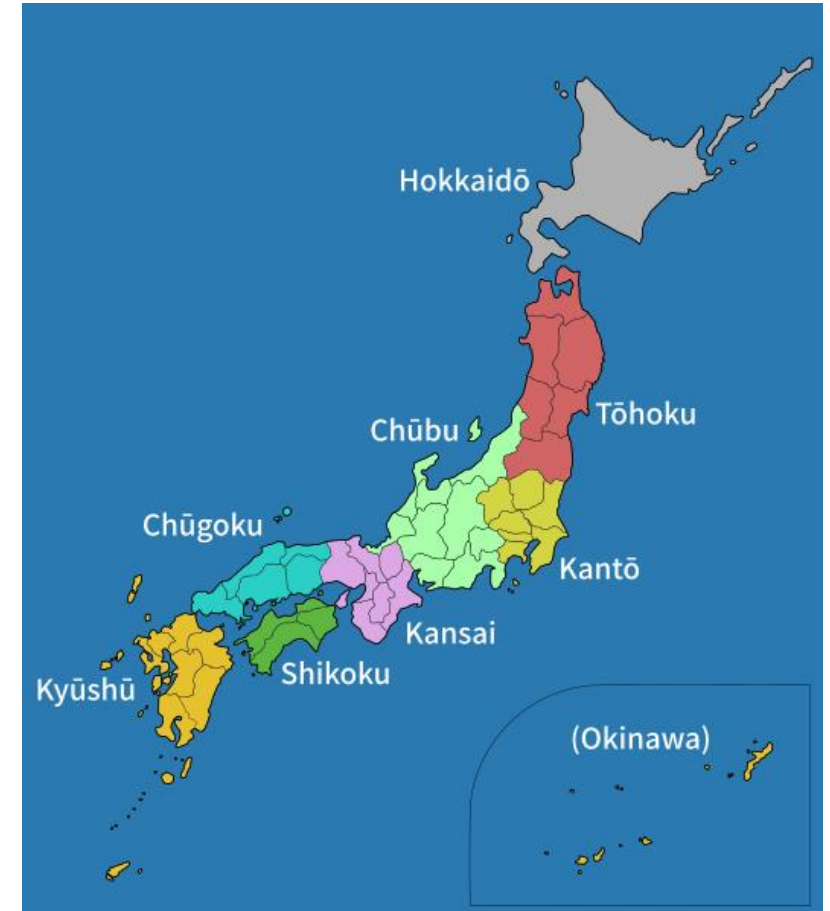 Hokkaidō
Tōhoku
Chūbu
Chūgoku
Kantō
Kansai
Shikoku
Kyūshū
(Okinawa)